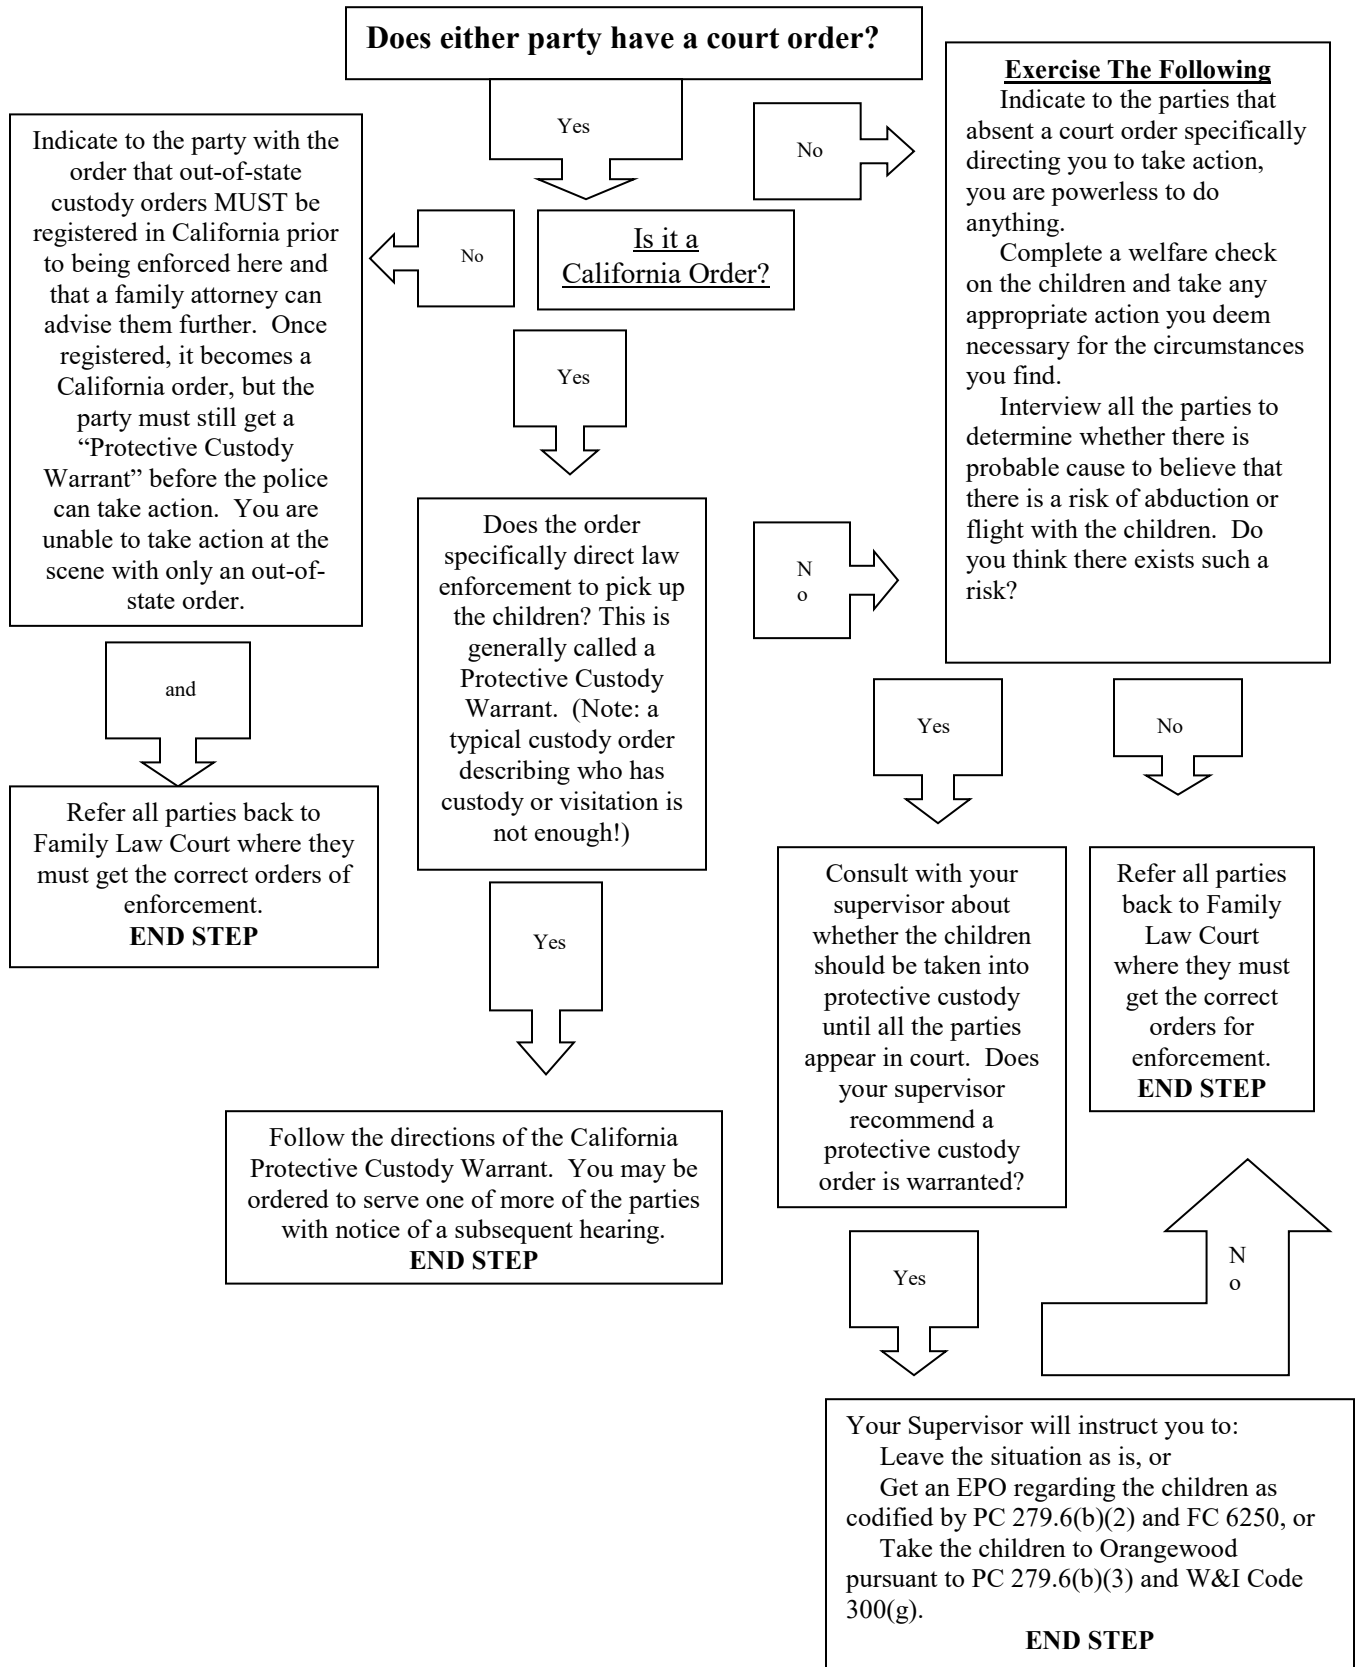 Does either party have a court order?
Yes
No
Exercise The Following
Indicate to the parties that
absent a court order specifically
directing you to take action,
you are powerless to do
anything.
Complete a welfare check
on the children and take any
appropriate action you deem
necessary for the circumstances
you find.
Interview all the parties to
determine whether there is
probable cause to believe that
there is a risk of abduction or
flight with the children.  Do
you think there exists such a
risk?
Is it a
California Order?
No
Indicate to the party with the
order that out-of-state
custody orders MUST be
registered in California prior
to being enforced here and
that a family attorney can
advise them further.  Once
registered, it becomes a
California order, but the
party must still get a
“Protective Custody
Warrant” before the police
can take action.  You are
unable to take action at the
scene with only an out-of-
state order.
and
Refer all parties back to
Family Law Court where they
must get the correct orders of
enforcement.
END STEP
Yes
Does the order
specifically direct law
enforcement to pick up
the children? This is
generally called a
Protective Custody
Warrant.  (Note: a
typical custody order
describing who has
custody or visitation is
not enough!)
N
o
Yes
Follow the directions of the California
Protective Custody Warrant.  You may be
ordered to serve one of more of the parties
with notice of a subsequent hearing.
END STEP
Yes
No
Consult with your
supervisor about
whether the children
should be taken into
protective custody
until all the parties
appear in court.  Does
your supervisor
recommend a
protective custody
order is warranted?
Refer all parties
back to Family
Law Court
where they must
get the correct
orders for
enforcement.
END STEP
Yes
N
o
Your Supervisor will instruct you to:
Leave the situation as is, or
Get an EPO regarding the children as
codified by PC 279.6(b)(2) and FC 6250, or
Take the children to Orangewood
pursuant to PC 279.6(b)(3) and W&I Code
300(g).
END STEP